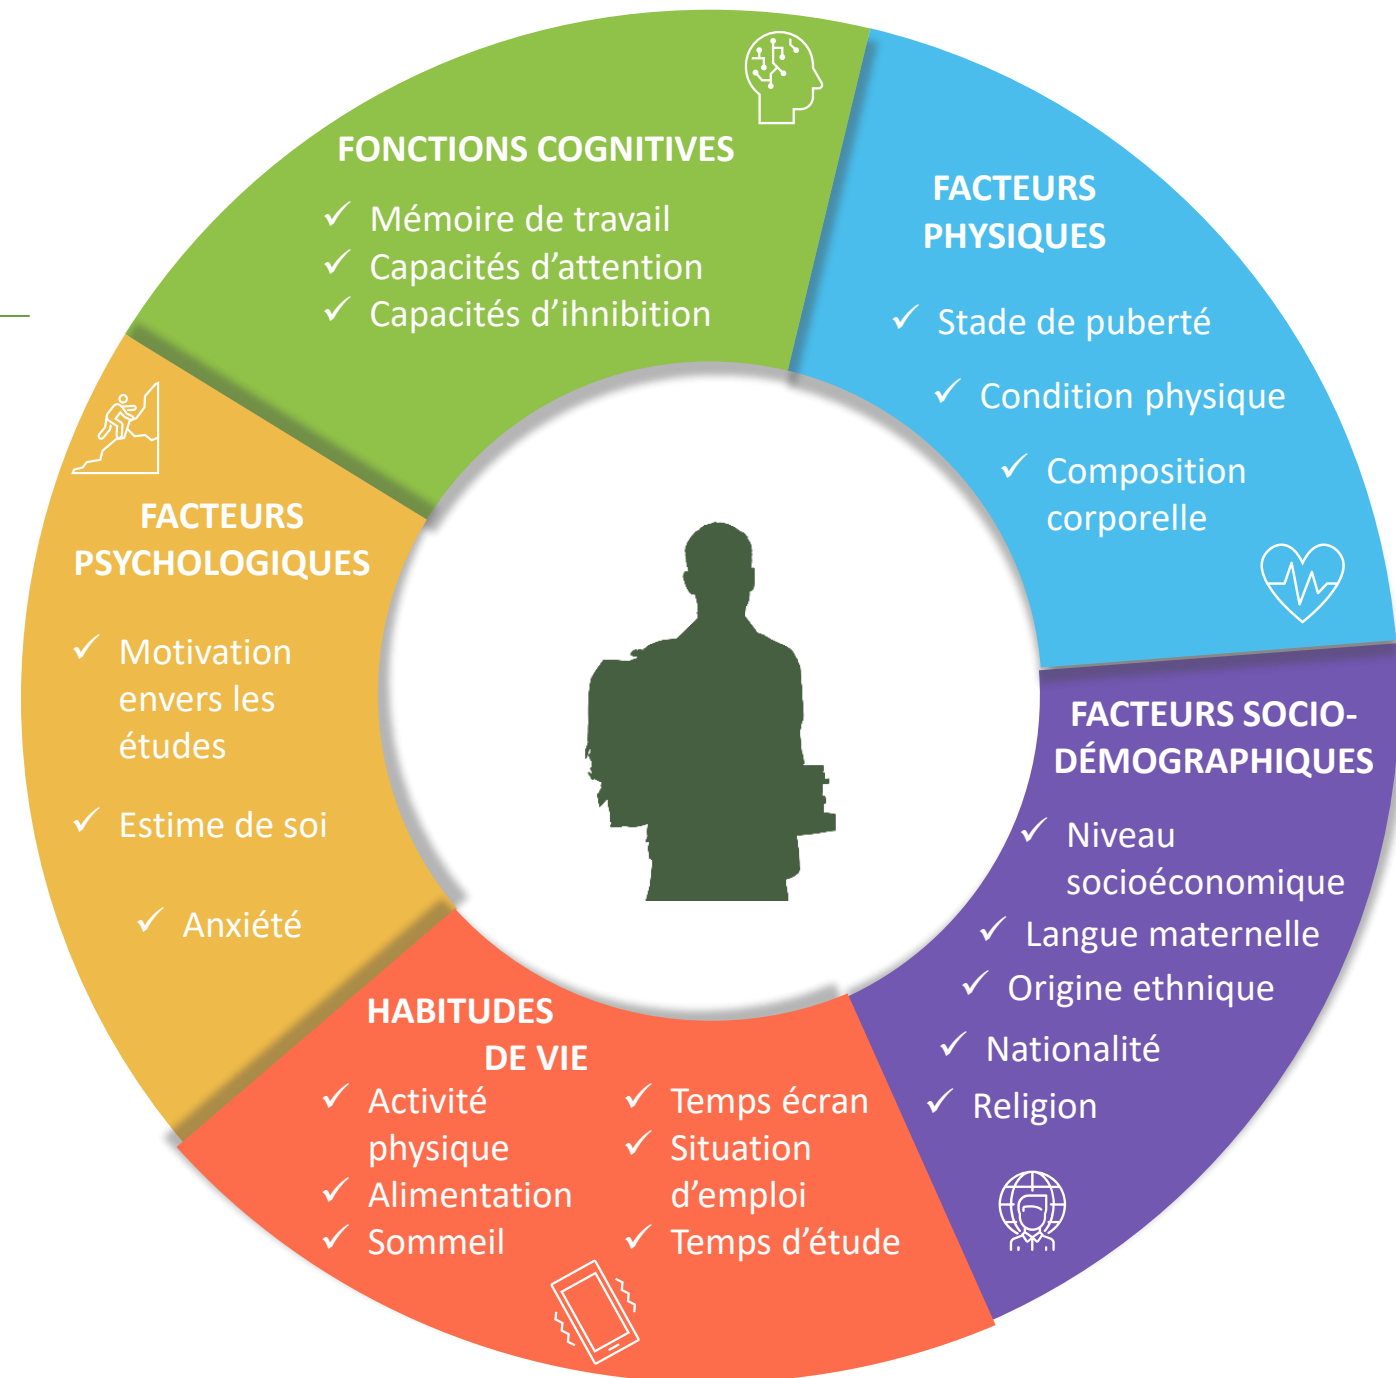 FONCTIONS COGNITIVES
✓ Mémoire de travail
✓ Capacités d’attention
✓ Capacités d’ihnibition
FACTEURS
PHYSIQUES
✓ Stade de puberté
✓ Condition physique
✓ Composition
corporelle
FACTEURS SOCIO-
DÉMOGRAPHIQUES
✓ Niveau
socioéconomique
✓ Langue maternelle
✓ Origine ethnique
✓ Nationalité
✓ Religion
HABITUDES
DE VIE
✓ Activité
physique
✓ Alimentation
✓ Sommeil
✓ Temps écran
✓ Situation
d’emploi
✓ Temps d’étude
FACTEURS
PSYCHOLOGIQUES
✓ Motivation
envers les
études
✓ Estime de soi
✓ Anxiété